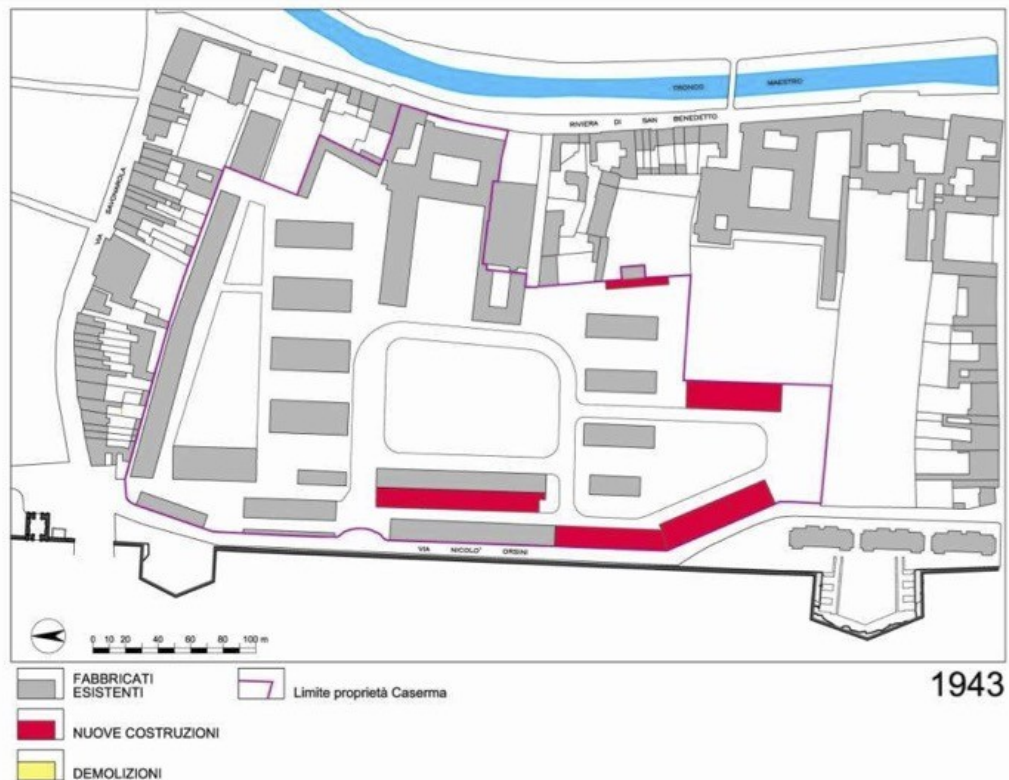 TRONCO MAESTRO
RIVIERA DI SAN BENEDETTO
VIA SAVONAROLA
VIA NICOLO' ORSINI
0 10 20 40 60 80 100 m
FABBRICATI
ESISTENTI
Limite proprietà Caserma
1943
NUOVE COSTRUZIONI
DEMOLIZIONI